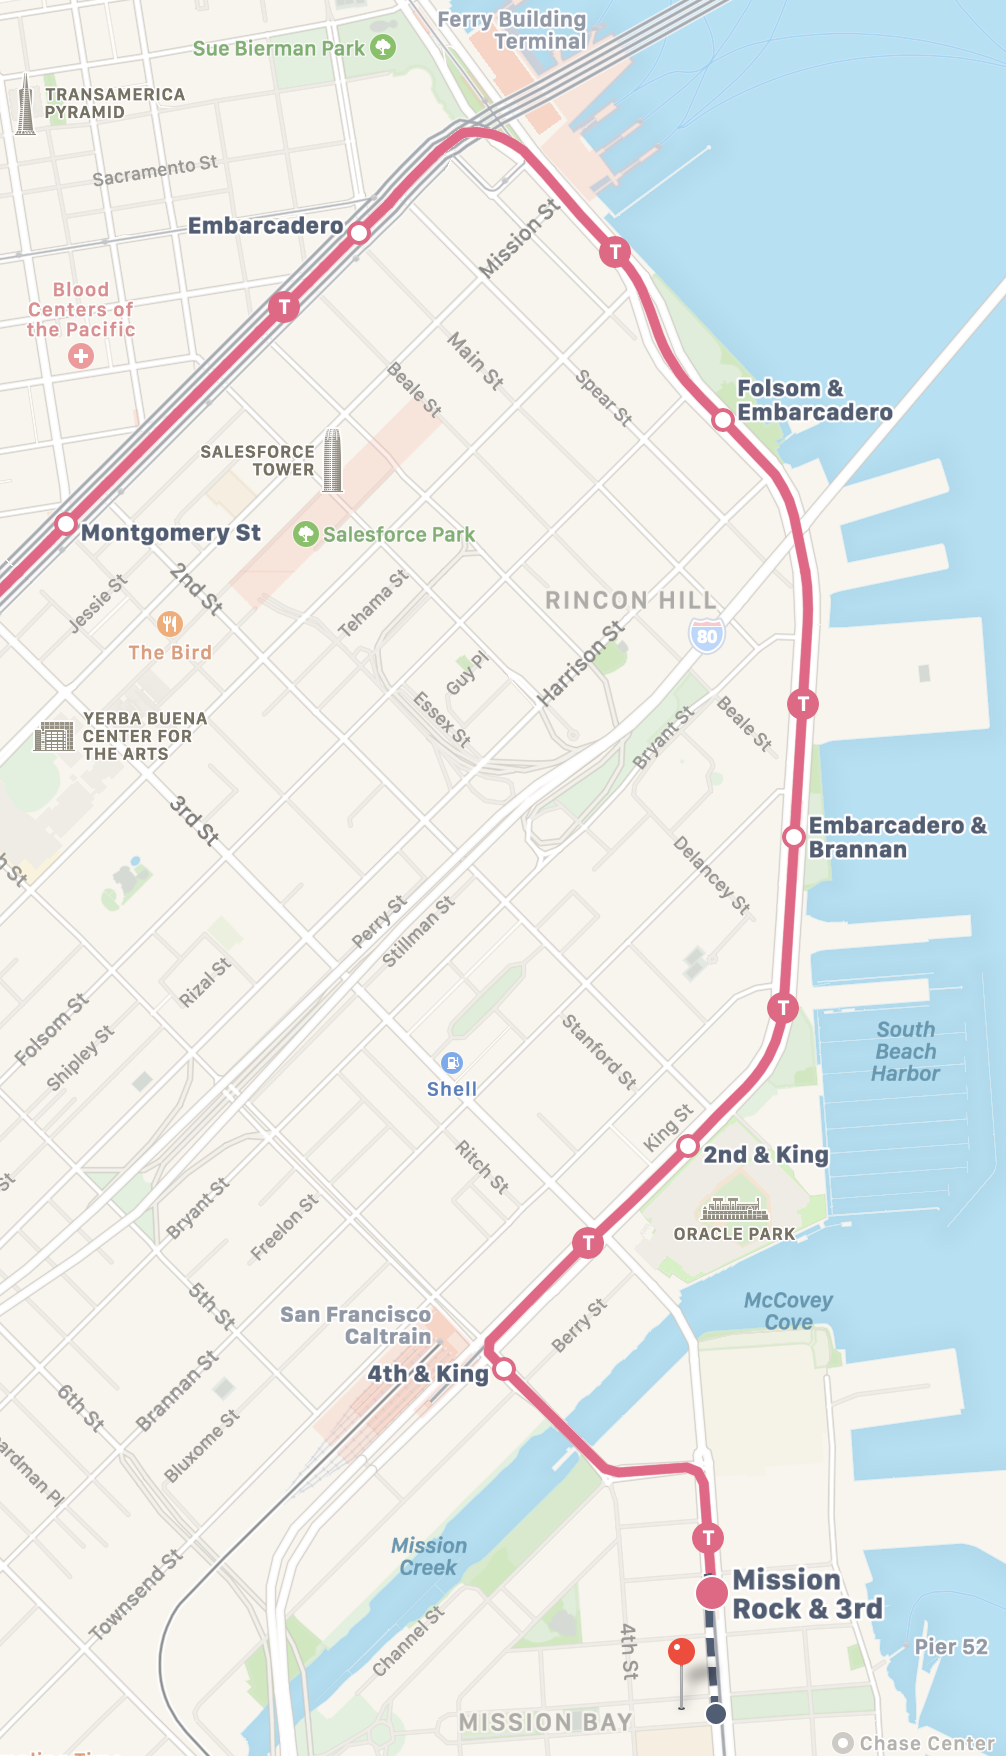 Ferry Building
Terminal
Sue Bierman Park
TRANSAMERICA
PYRAMID
Sacramento St
Embarcadero
Mission St
T
Blood
Centers of
the Pacific
T
Main St
Beale St
Spear St
Folsom &
Embarcadero
SALESFORCE
TOWER
Montgomery St
Salesforce Park
Jessie St
2nd St
Tehama St
RINCON HILL
The Bird
Harrison St
80
Guy Pl
Essex St
T
YERBA BUENA
CENTER FOR
THE ARTS
Bryant St
Beale St
3rd St
Embarcadero &
Brannan
h St
Delancey St
Perry St
Stillman St
Rizal St
T
Folsom St
Shipley St
Stanford St
South
Beach
Harbor
Shell
King St
2nd & King
Ritch St
St
Bryant St
Freelon St
ORACLE PARK
T
5th St
San Francisco
Caltrain
Berry St
McCovey
Cove
4th & King
6th St
Brannan St
Bluxome St
ardman Pl
Mission
Creek
T
Townsend St
Mission
Rock & 3rd
Channel St
4th St
Pier 52
MISSION BAY
Chase Center